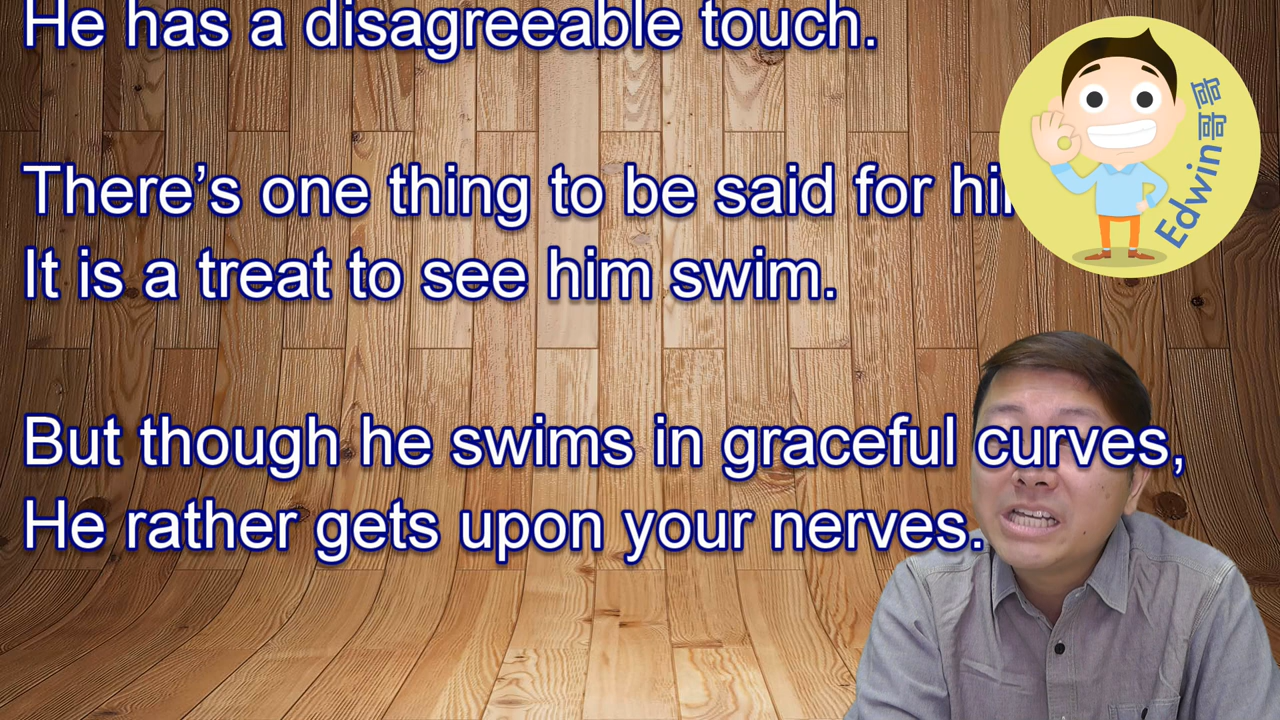 He has a disagreeable touch.
There’s one thing to be said for
It is a treat to see him swim.
But though he swims in graceful curves,
He rather gets upon your nerves.
Edwin哥哥